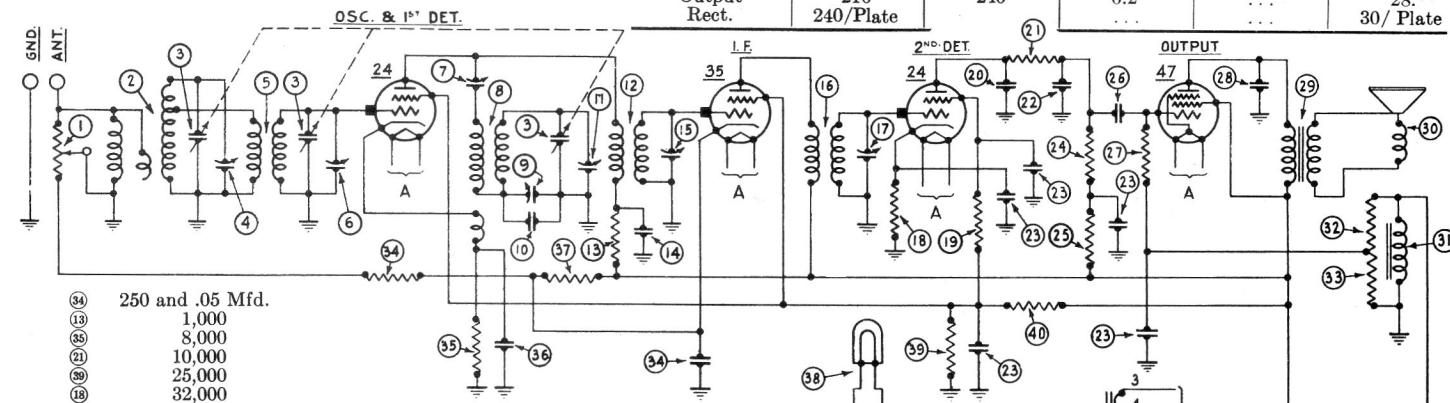 Output 210 240 0.2 ... 28.
Rect. 240/Plate ... ... 30/ Plate
OSC. & 1ST DET.
GND. ANT. I.F. 2ND. DET. OUTPUT
24 35 24 47
1 2 3 4 5 3 6 7 8 9 10 3 11 12 13 14 15 16 17 18 19 20 21 22 23 23 24 25 26 27 23 28 29 30 31 32 33
A A A A
34 37 35 36 34 38 39 23 40 23
34 250 and .05 Mfd.
13 1,000
35 8,000
21 10,000
39 25,000
18 32,000
3